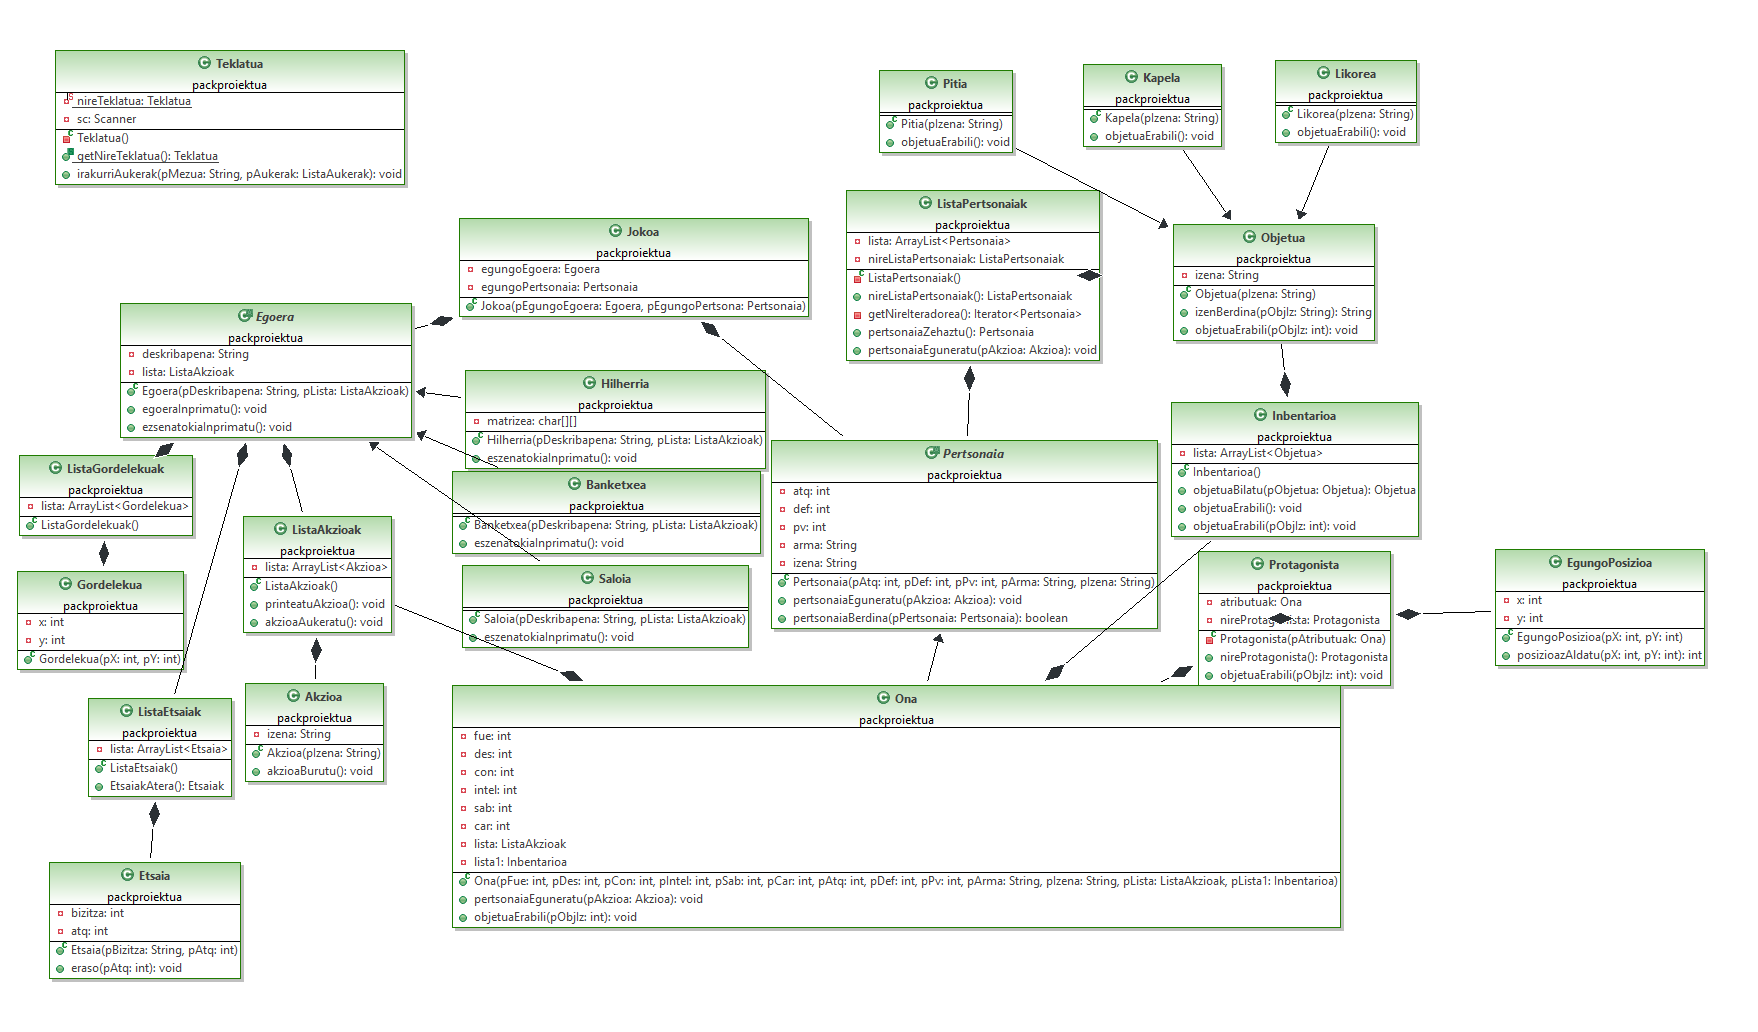 Teklatua
packproiektua
nireTeklatua: Teklatua
sc: Scanner
Teklatua()
getNireTeklatua(): Teklatua
irakurriAukerak(pMezua: String, pAukerak: ListaAukerak): void
Pitia
packproiektua
Pitia(pIzena: String)
objetuaErabili(): void
Kapela
packproiektua
Kapela(pIzena: String)
objetuaErabili(): void
Likorea
packproiektua
Likorea(pIzena: String)
objetuaErabili(): void
ListaPertsonaiak
packproiektua
lista: ArrayList<Pertsonaia>
nireListaPertsonaiak: ListaPertsonaiak
ListaPertsonaiak()
nireListaPertsonaiak(): ListaPertsonaiak
getNireIteradorea(): Iterator<Pertsonaia>
pertsonaiaZehaztu(): Pertsonaia
pertsonaiaEguneratu(pAkzioa: Akzioa): void
Objetua
packproiektua
izena: String
Objetua(pIzena: String)
izenBerdina(pObjIz: String): String
objetuaErabili(pObjIz: int): void
Jokoa
packproiektua
egungoEgoera: Egoera
egungoPertsonaia: Pertsonaia
Jokoa(pEgungoEgoera: Egoera, pEgungoPertsona: Pertsonaia)
Egoera
packproiektua
deskribapena: String
lista: ListaAkzioak
Egoera(pDeskribapena: String, pLista: ListaAkzioak)
egoeraInprimatu(): void
ezsenatokiaInprimatu(): void
Hilherria
packproiektua
matrizea: char[][]
Hilherria(pDeskribapena: String, pLista: ListaAkzioak)
eszenatokiaInprimatu(): void
Banketxea
packproiektua
Banketxea(pDeskribapena: String, pLista: ListaAkzioak)
eszenatokiaInprimatu(): void
Saloia
packproiektua
Saloia(pDeskribapena: String, pLista: ListaAkzioak)
eszenatokiaInprimatu(): void
Pertsonaia
packproiektua
atq: int
def: int
pv: int
arma: String
izena: String
Pertsonaia(pAtq: int, pDef: int, pPv: int, pArma: String, pIzena: String)
pertsonaiaEguneratu(pAkzioa: Akzioa): void
pertsonaiaBerdina(pPertsonaia: Pertsonaia): boolean
Inbentarioa
packproiektua
lista: ArrayList<Objetua>
Inbentarioa()
objetuaBilatu(pObjetua: Objetua): Objetua
objetuaErabili(): void
objetuaErabili(pObjIz: int): void
ListaGordelekuak
packproiektua
lista: ArrayList<Gordelekua>
ListaGordelekuak()
Gordelekua
packproiektua
x: int
y: int
Gordelekua(pX: int, pY: int)
ListaAkzioak
packproiektua
lista: ArrayList<Akzioa>
ListaAkzioak()
printeatuAkzioa(): void
akzioaAukeratu(): void
Protagonista
packproiektua
atributuak: Ona
nireProtagonista: Protagonista
Protagonista(pAtributuak: Ona)
nireProtagonista(): Protagonista
objetuaErabili(pObjIz: int): void
EgungoPosizioa
packproiektua
x: int
y: int
EgungoPosizioa(pX: int, pY: int)
posizioazAldatu(pX: int, pY: int): int
ListaEtsaiak
packproiektua
lista: ArrayList<Etsaia>
ListaEtsaiak()
EtsaiakAtera(): Etsaiak
Akzioa
packproiektua
izena: String
Akzioa(pIzena: String)
akzioaBurutu(): void
Ona
packproiektua
fue: int
des: int
con: int
intel: int
sab: int
car: int
lista: ListaAkzioak
lista1: Inbentarioa
Ona(pFue: int, pDes: int, pCon: int, pIntel: int, pSab: int, pCar: int, pAtq: int, pDef: int, pPv: int, pArma: String, pIzena: String, pLista: ListaAkzioak, pLista1: Inbentarioa)
pertsonaiaEguneratu(pAkzioa: Akzioa): void
objetuaErabili(pObjIz: int): void
Etsaia
packproiektua
bizitza: int
atq: int
Etsaia(pBizitza: String, pAtq: int)
eraso(pAtq: int): void